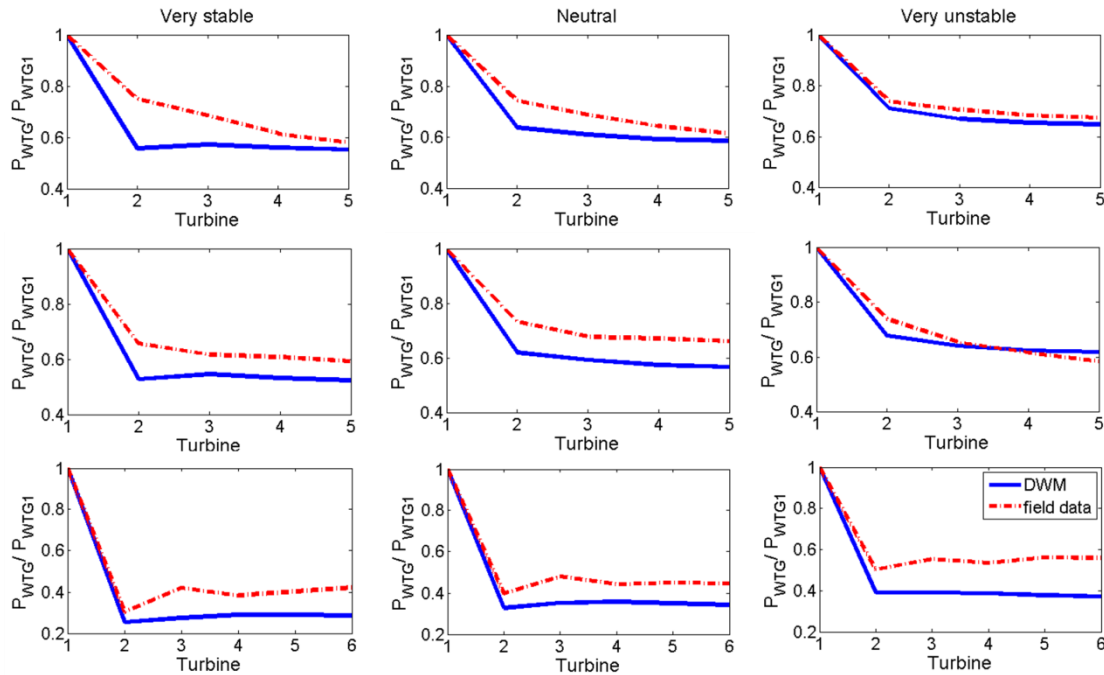 Very stable
Neutral
Very unstable
P_WTG / P_WTG1
1
0.8
0.6
0.4
1 2 3 4 5
Turbine
P_WTG / P_WTG1
1
0.8
0.6
0.4
1 2 3 4 5
Turbine
P_WTG / P_WTG1
1
0.8
0.6
0.4
1 2 3 4 5
Turbine
P_WTG / P_WTG1
1
0.8
0.6
0.4
1 2 3 4 5
Turbine
P_WTG / P_WTG1
1
0.8
0.6
0.4
1 2 3 4 5
Turbine
P_WTG / P_WTG1
1
0.8
0.6
0.4
1 2 3 4 5
Turbine
P_WTG / P_WTG1
1
0.8
0.6
0.4
0.2
1 2 3 4 5 6
Turbine
P_WTG / P_WTG1
1
0.8
0.6
0.4
0.2
1 2 3 4 5 6
Turbine
P_WTG / P_WTG1
1
0.8
0.6
0.4
0.2
1 2 3 4 5 6
Turbine
DWM
field data